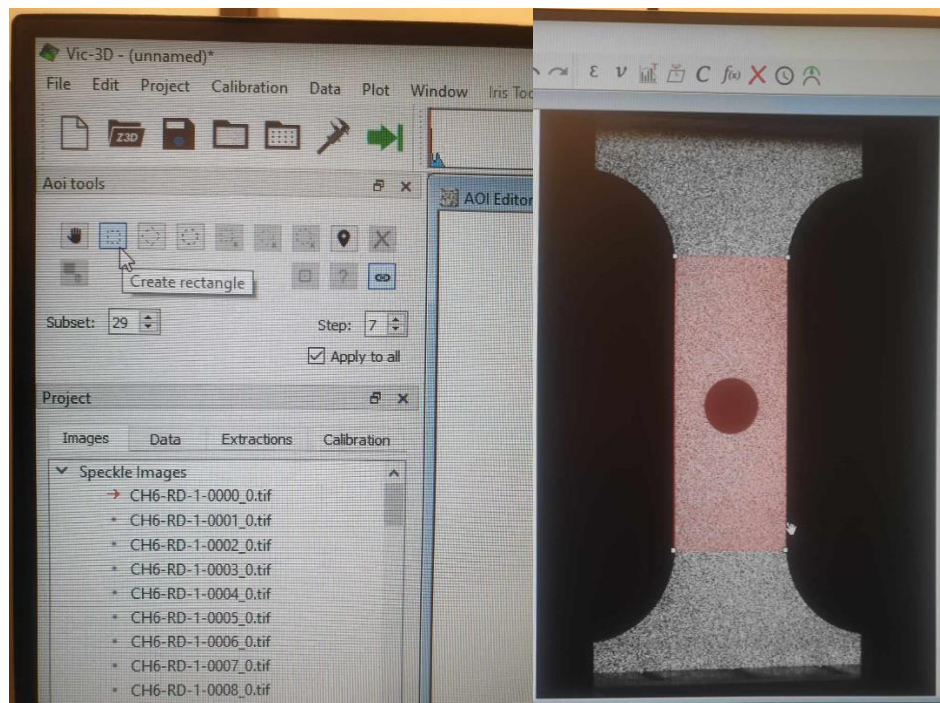 Vic-3D - (unnamed)*
File Edit Project Calibration Data Plot Window Iris Too
Z3D
Aoi tools
AOI Editor
Create rectangle
?
Subset: 29
Step: 7
Apply to all
Project
Images Data Extractions Calibration
Speckle Images
CH6-RD-1-0000_0.tif
CH6-RD-1-0001_0.tif
CH6-RD-1-0002_0.tif
CH6-RD-1-0003_0.tif
CH6-RD-1-0004_0.tif
CH6-RD-1-0005_0.tif
CH6-RD-1-0006_0.tif
CH6-RD-1-0007_0.tif
CH6-RD-1-0008_0.tif
ε ν C f(x)